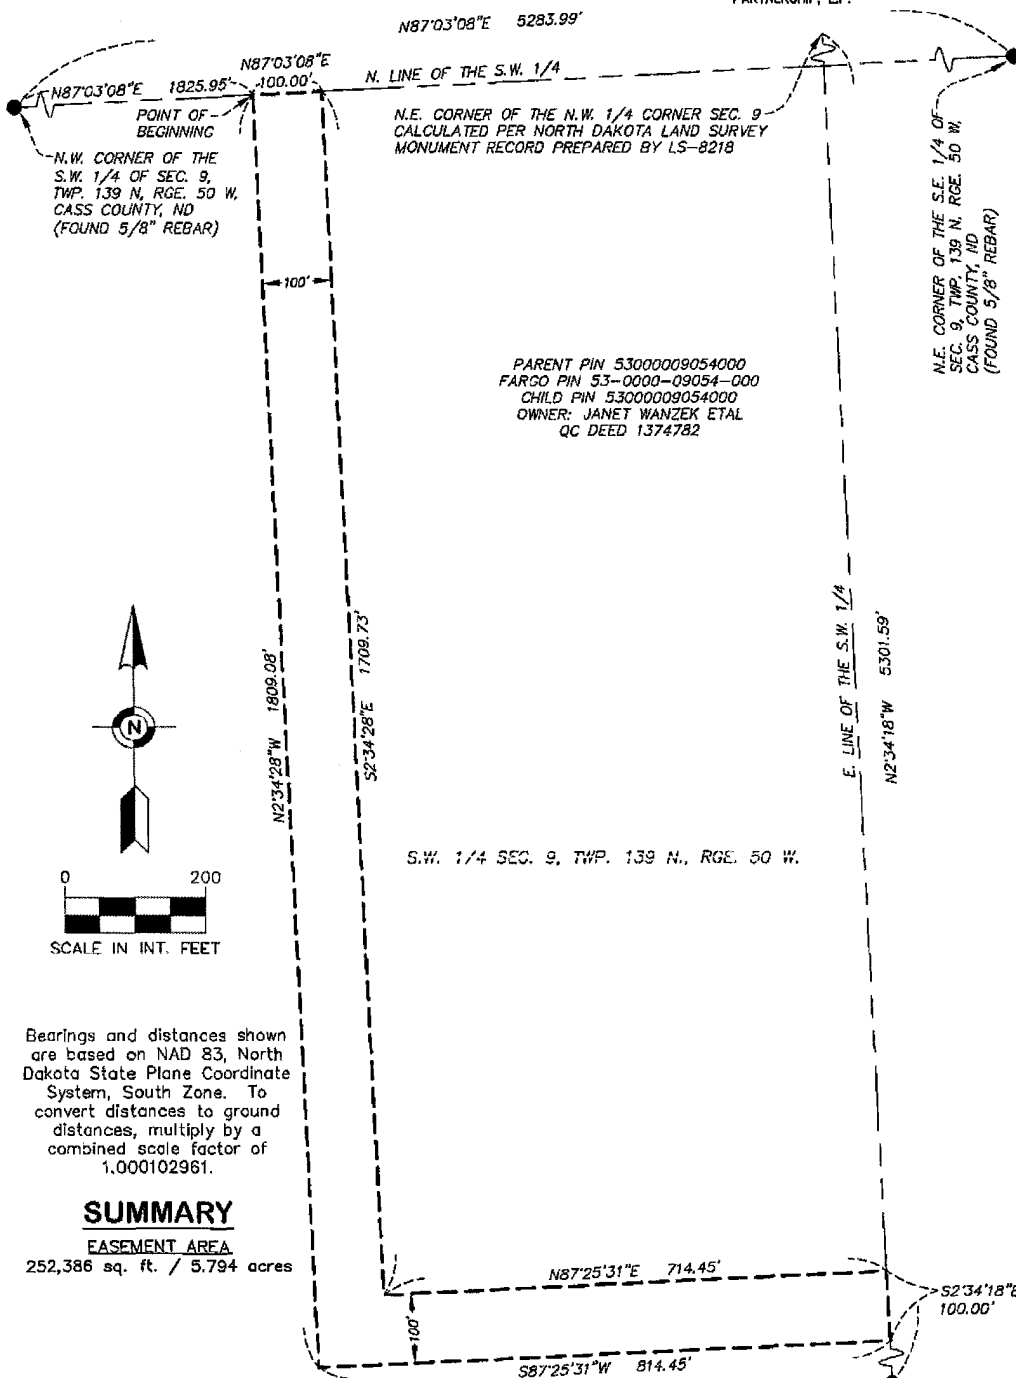 PARTNERSHIP, L.P.
N87°03'08"E 5283.99'
N87°03'08"E
100.00'
N. LINE OF THE S.W. 1/4
N87°03'08"E 1825.95'
POINT OF
BEGINNING
N.E. CORNER OF THE N.W. 1/4 CORNER SEC. 9
CALCULATED PER NORTH DAKOTA LAND SURVEY
MONUMENT RECORD PREPARED BY LS-8218
N.W. CORNER OF THE
S.W. 1/4 OF SEC. 9,
TWP. 139 N, RGE. 50 W,
CASS COUNTY, ND
(FOUND 5/8" REBAR)
N.E. CORNER OF THE S.E. 1/4 OF
SEC. 9, TWP. 139 N, RGE. 50 W,
CASS COUNTY, ND
(FOUND 5/8" REBAR)
100'
PARENT PIN 53000009054000
FARGO PIN 53-0000-09054-000
CHILD PIN 53000009054000
OWNER: JANET WANZEK ETAL
QC DEED 1374782
N2°34'28"W 1809.08'
S2°34'28"E 1709.73'
E. LINE OF THE S.W. 1/4
N2°34'18"W 5301.59'
N
S.W. 1/4 SEC. 9, TWP. 139 N., RGE. 50 W.
0 200
SCALE IN INT. FEET
Bearings and distances shown
are based on NAD 83, North
Dakota State Plane Coordinate
System, South Zone. To
convert distances to ground
distances, multiply by a
combined scale factor of
1.000102961.
SUMMARY
EASEMENT AREA
252,386 sq. ft. / 5.794 acres
N87°25'31"E 714.45'
S2°34'18"E
100.00'
100'
S87°25'31"W 814.45'